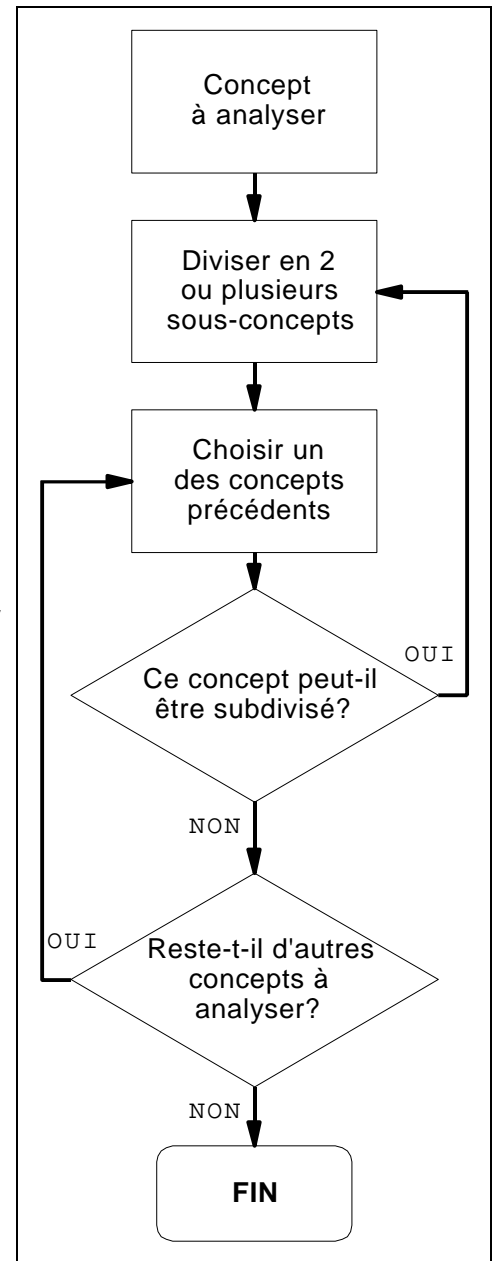 Concept
à analyser
Diviser en 2
ou plusieurs
sous-concepts
Choisir un
des concepts
précédents
Ce concept peut-il
être subdivisé?
OUI
NON
Reste-t-il d'autres
concepts à
analyser?
OUI
NON
FIN